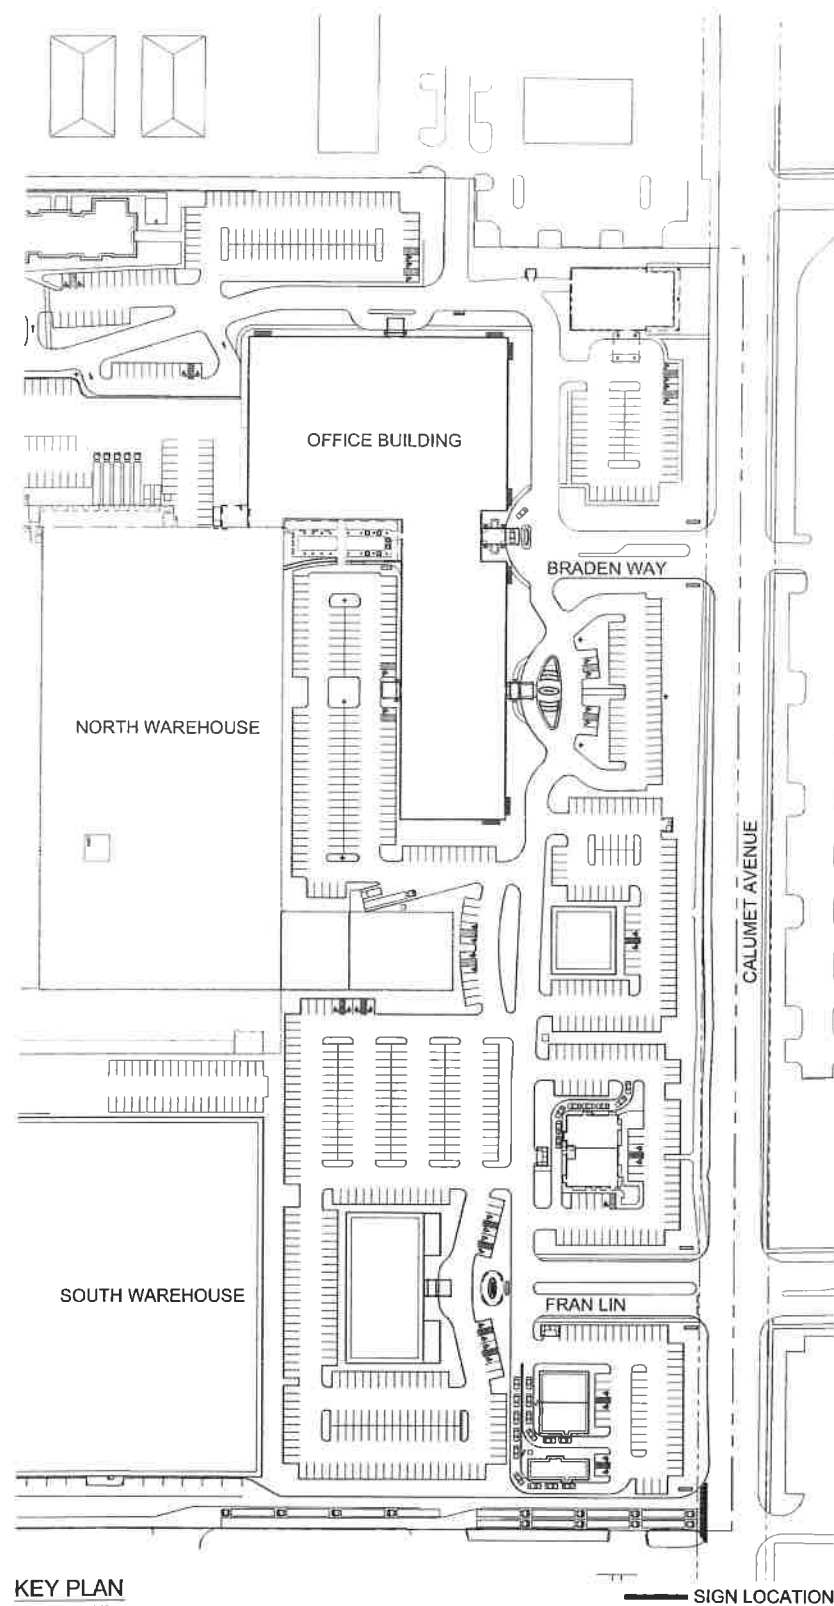 OFFICE BUILDING
BRADEN WAY
NORTH WAREHOUSE
CALUMET AVENUE
SOUTH WAREHOUSE
FRAN LIN
KEY PLAN
SIGN LOCATION